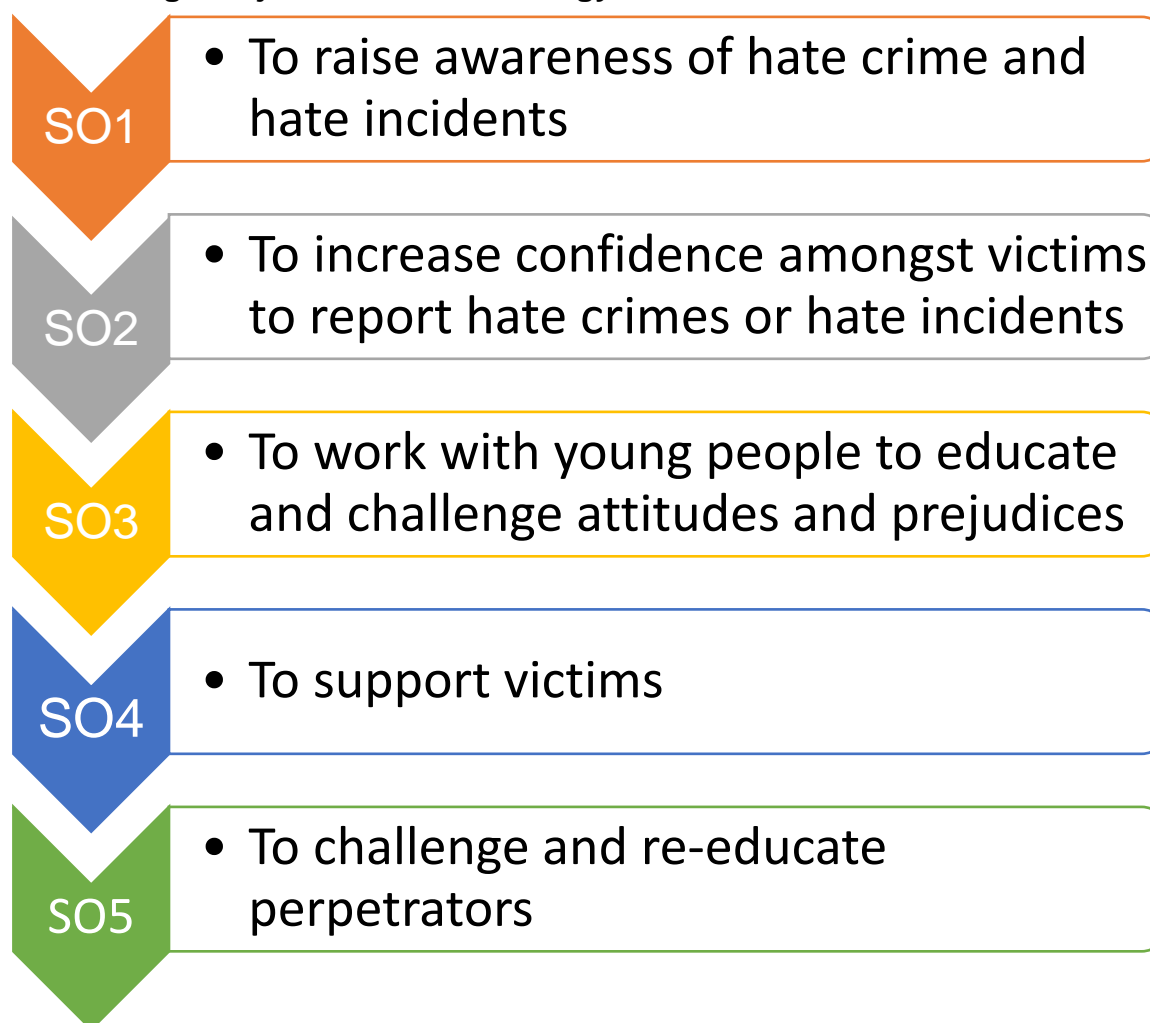 SO1
• To raise awareness of hate crime and
hate incidents
SO2
• To increase confidence amongst victims
to report hate crimes or hate incidents
SO3
• To work with young people to educate
and challenge attitudes and prejudices
SO4
• To support victims
SO5
• To challenge and re-educate
perpetrators